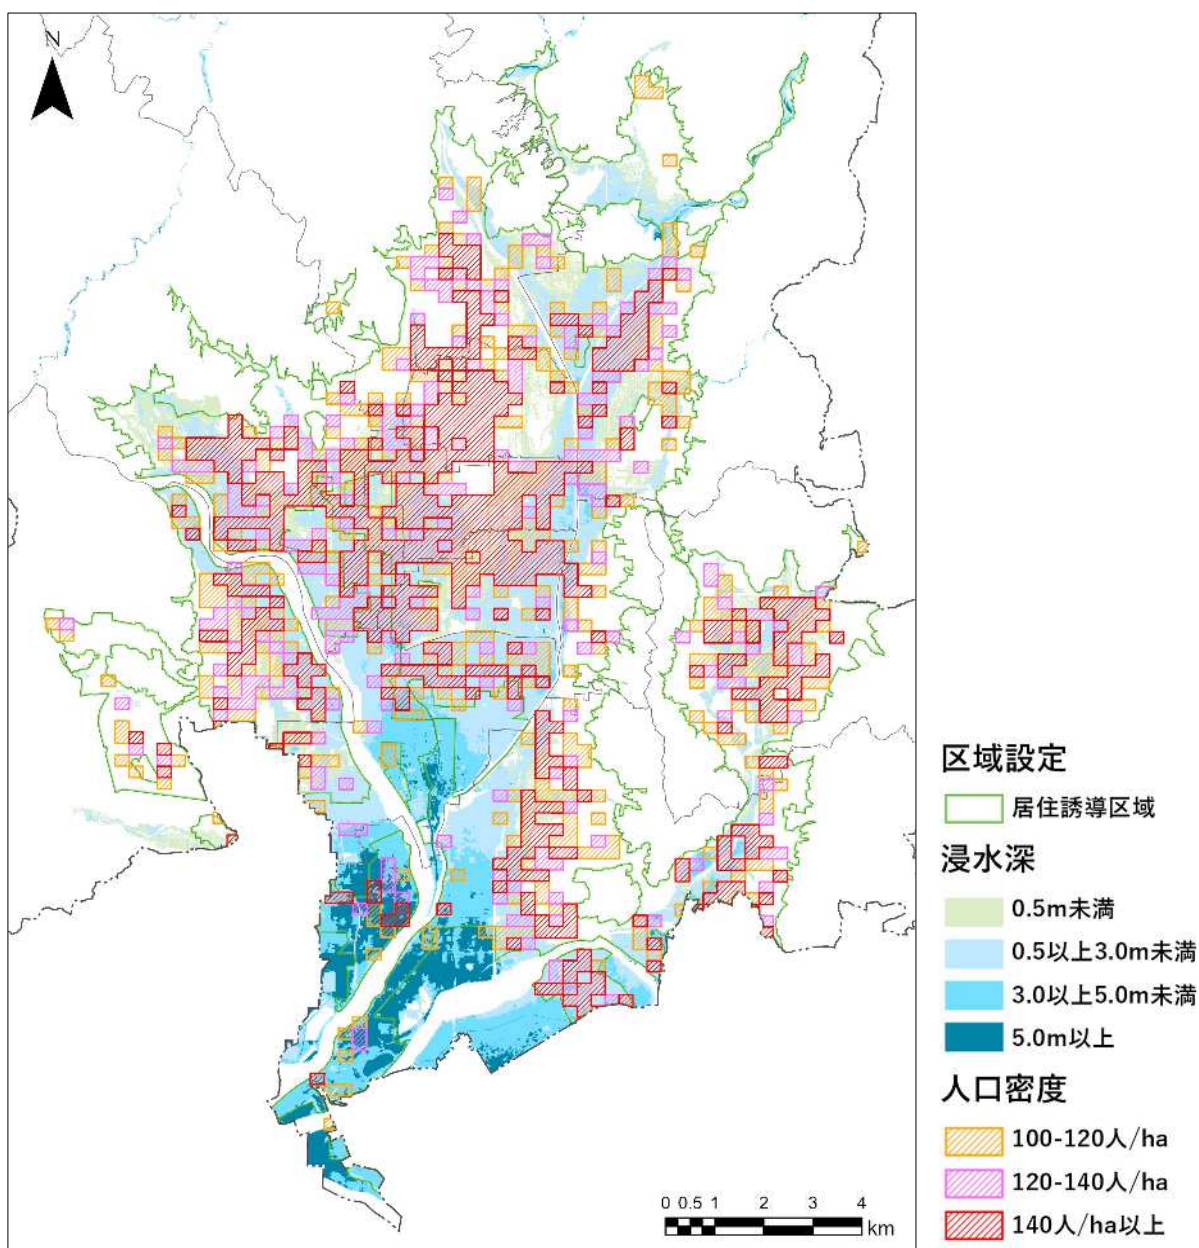 N
0 0.5 1 2 3 4
km
区域設定
居住誘導区域
浸水深
0.5m未満
0.5以上3.0m未満
3.0以上5.0m未満
5.0m以上
人口密度
100-120人/ha
120-140人/ha
140人/ha以上